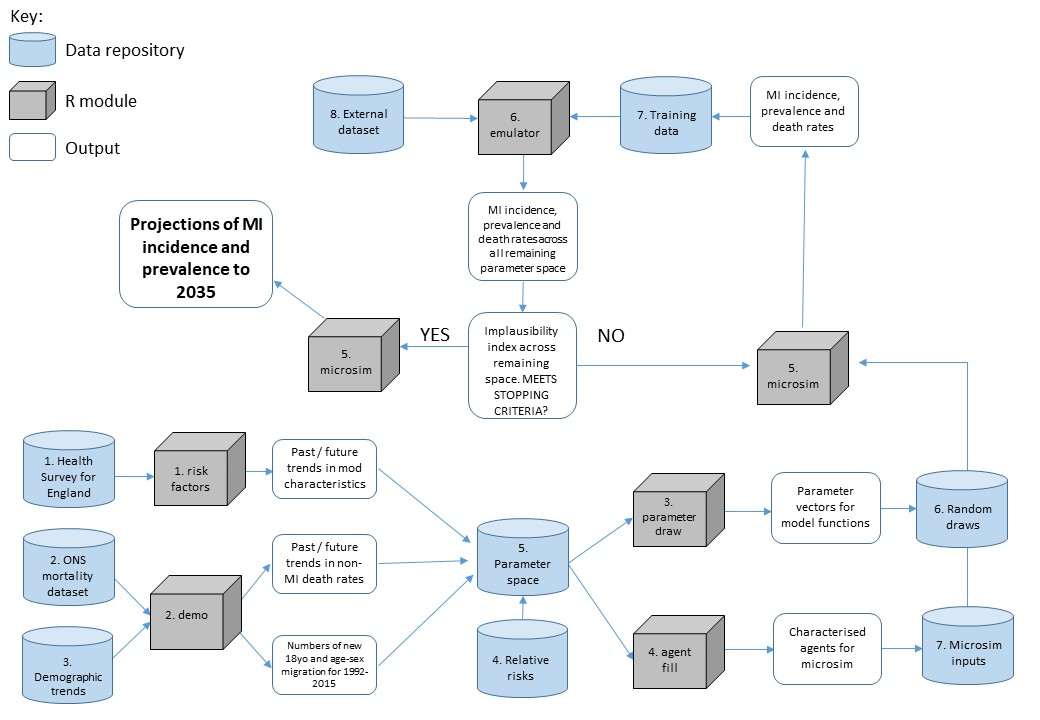 Key:
Data repository
R module
Output
8. External
dataset
6.
emulator
7. Training
data
MI incidence,
prevalence and
death rates
MI incidence,
prevalence and
death rates across
all remaining
parameter space
Projections of MI
incidence and
prevalence to
2035
5.
microsim
YES
Implausibility
index across
remaining
space. MEETS
STOPPING
CRITERIA?
NO
5.
microsim
1. Health
Survey for
England
1. risk
factors
Past / future
trends in mod
characteristics
2. ONS
mortality
dataset
2. demo
Past / future
trends in non-
MI death rates
3.
Demographic
trends
Numbers of new
18yo and age-sex
migration for 1992-
2015
5.
Parameter
space
4. Relative
risks
3.
parameter
draw
Parameter
vectors for
model functions
6. Random
draws
4. agent
fill
Characterised
agents for
microsim
7. Microsim
inputs